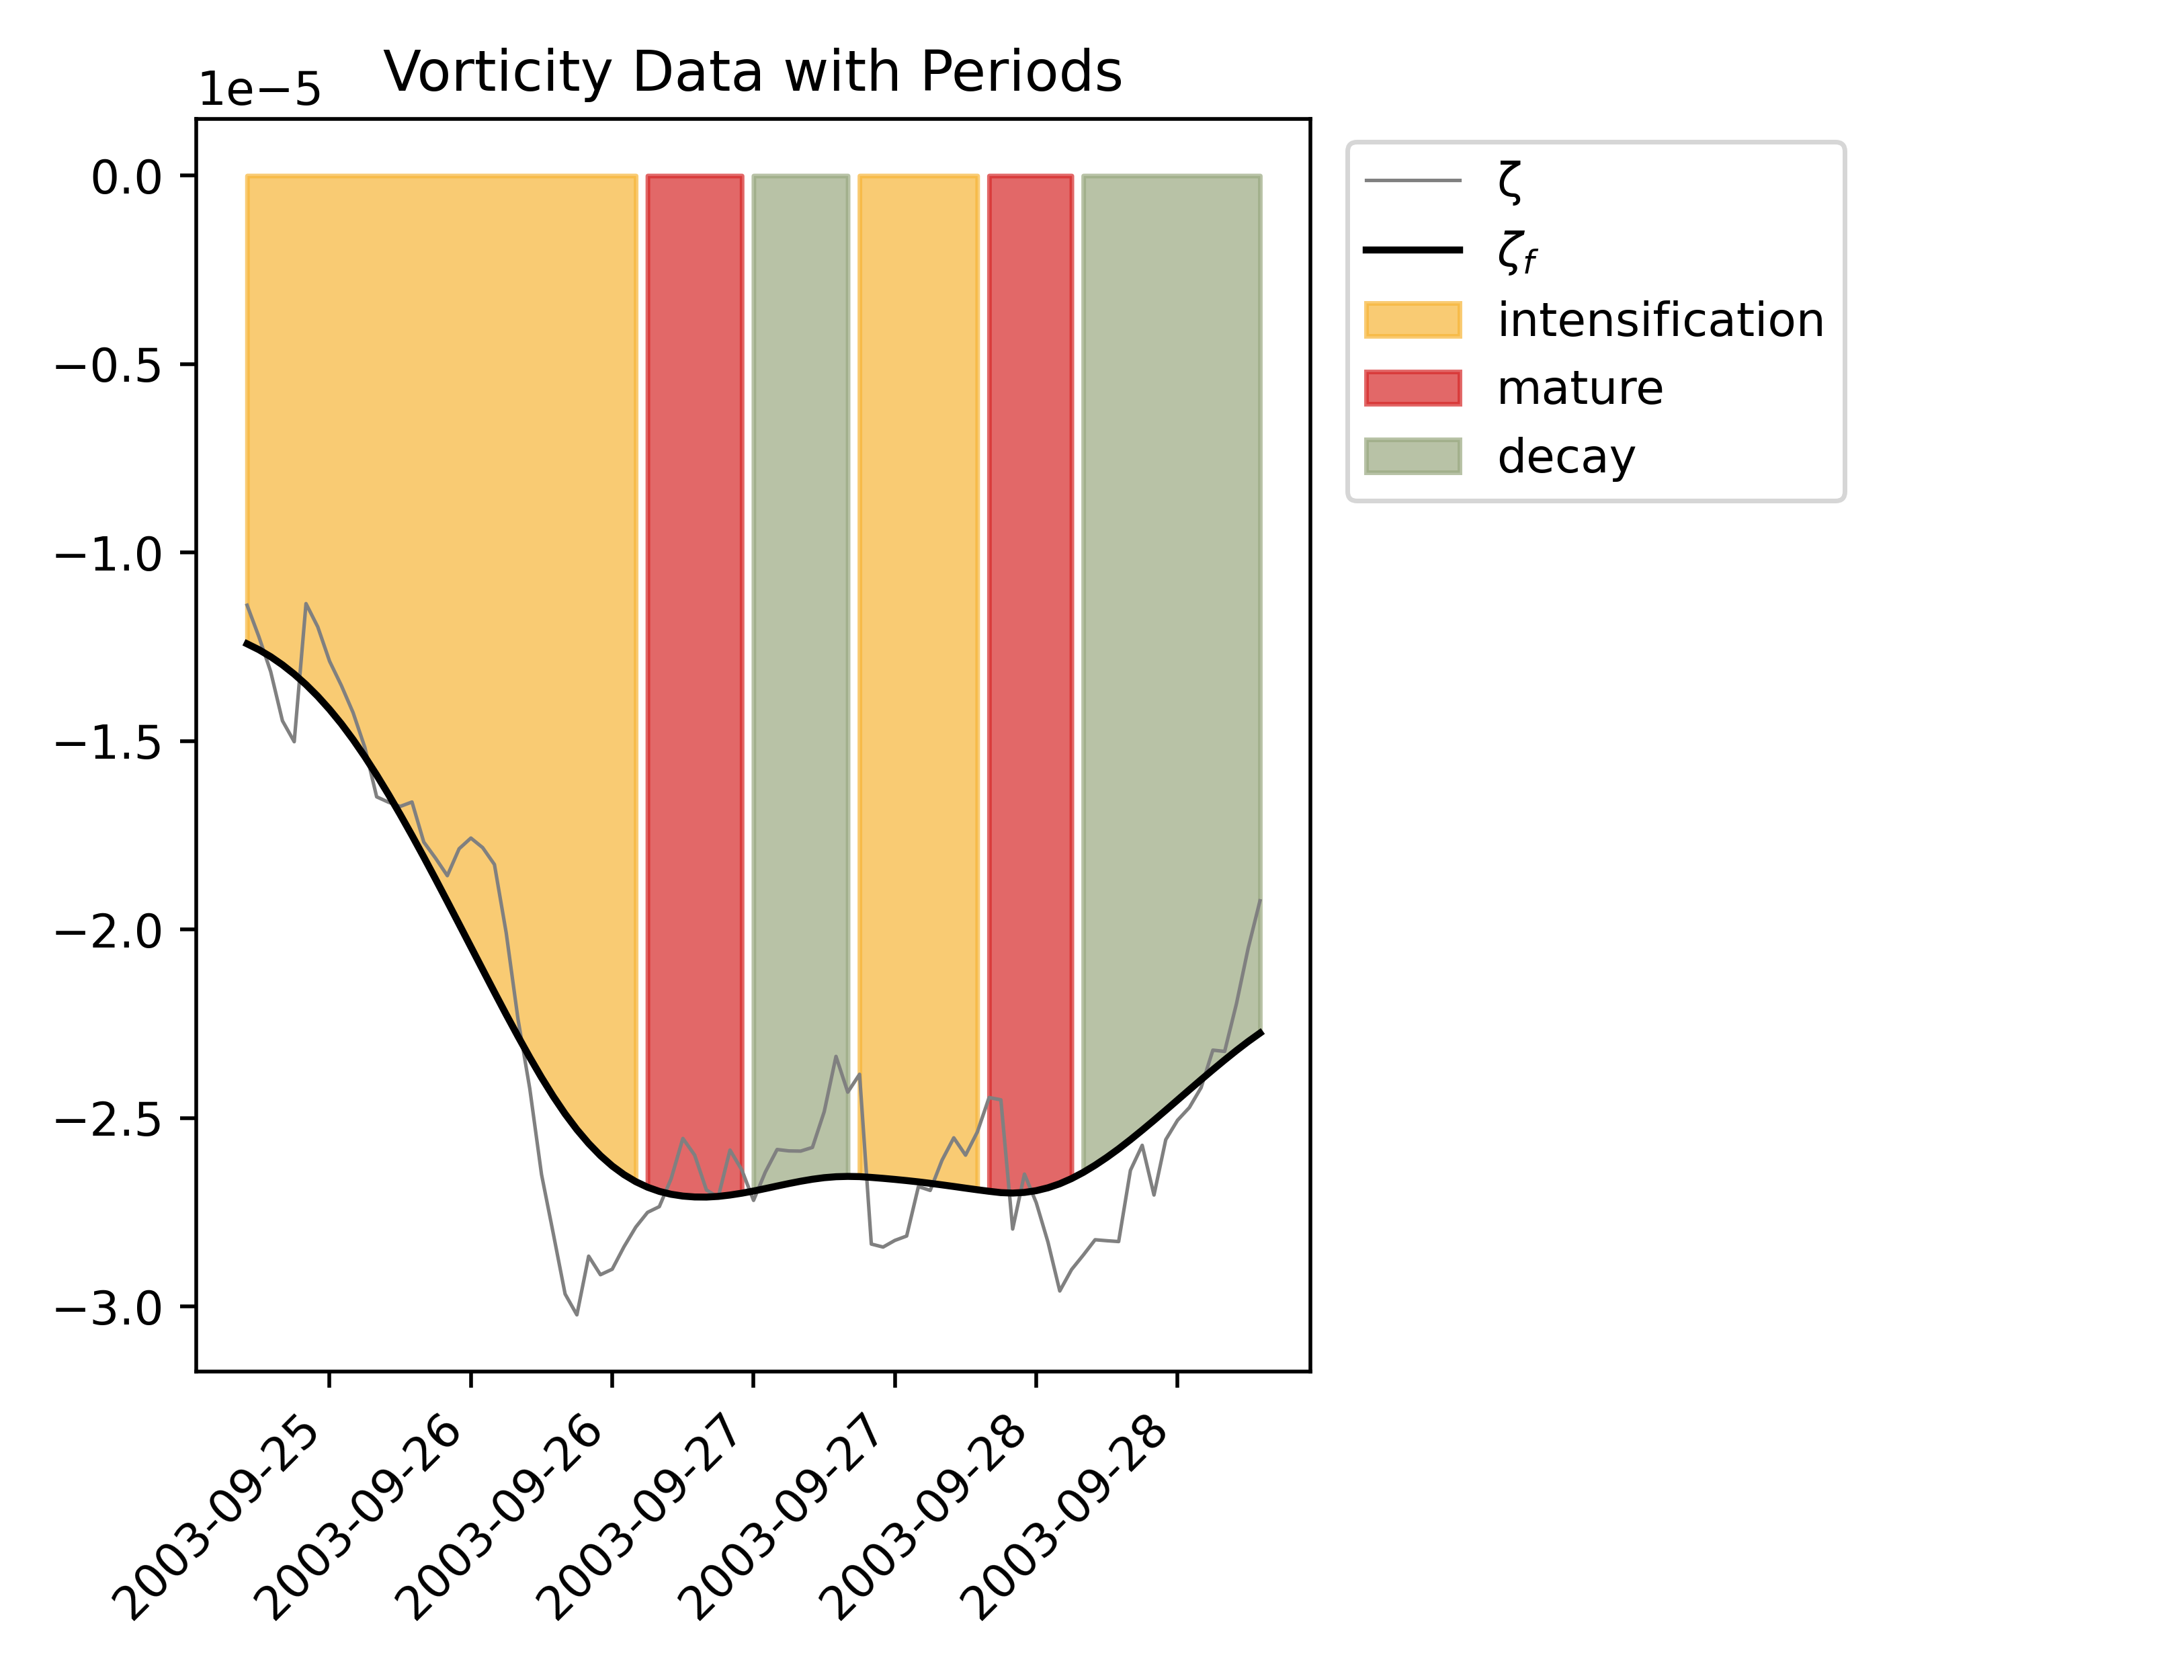 Vorticity Data with Periods
1e−5
0.0
−0.5
−1.0
−1.5
−2.0
−2.5
−3.0
2003-09-25
2003-09-26
2003-09-26
2003-09-27
2003-09-27
2003-09-28
2003-09-28
ζ
ζf
intensification
mature
decay